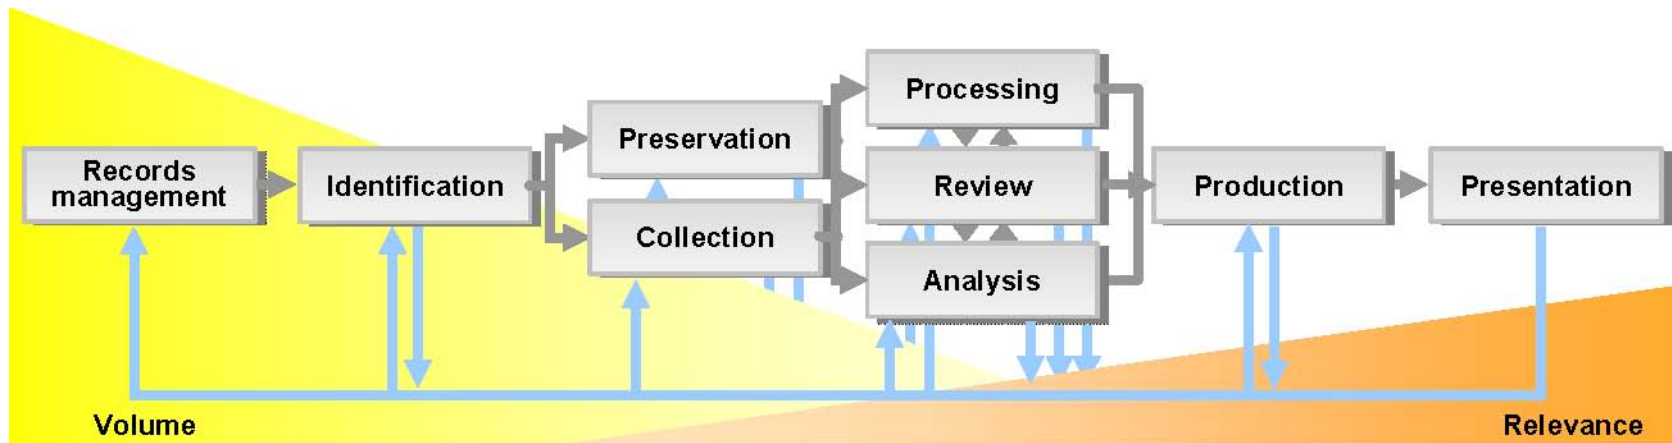 Records
management
Identification
Preservation
Collection
Processing
Review
Analysis
Production
Presentation
Volume
Relevance